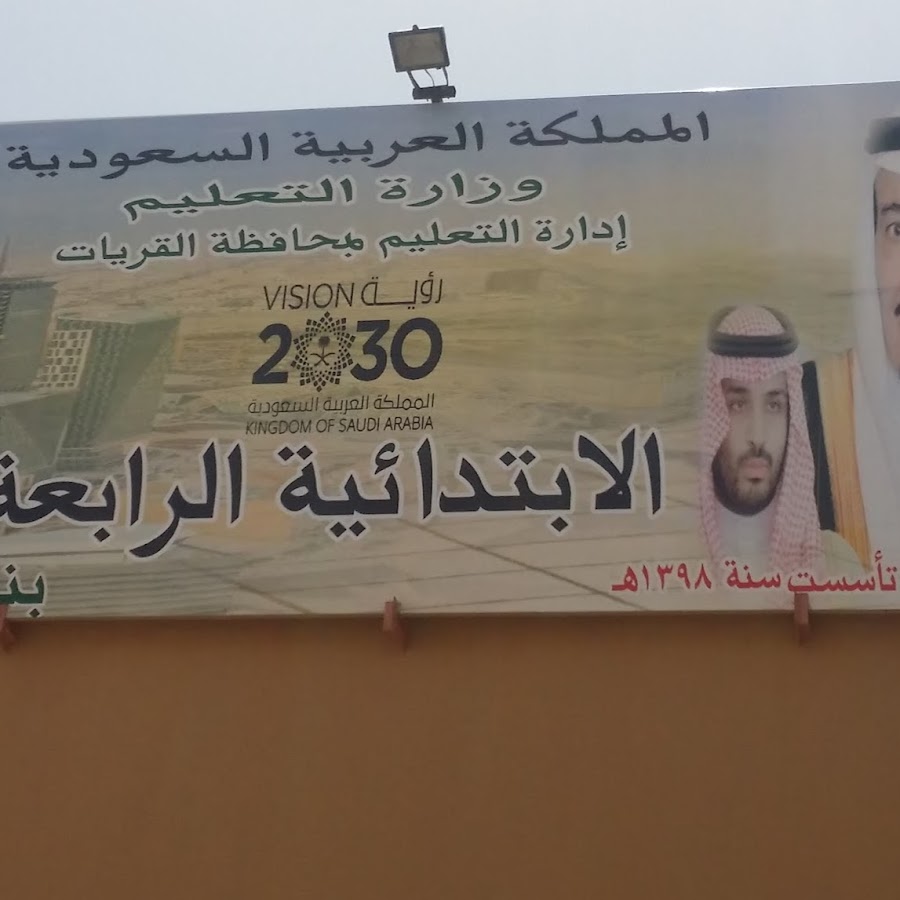 المملكة العربية السعودية
وزارة التعليم
إدارة التعليم بمحافظة القريات
VISION رؤيــة
2030
المملكة العربية السعودية
KINGDOM OF SAUDI ARABIA
الابتدائية الرابعة
تأسست سنة ١٣٩٨هـ